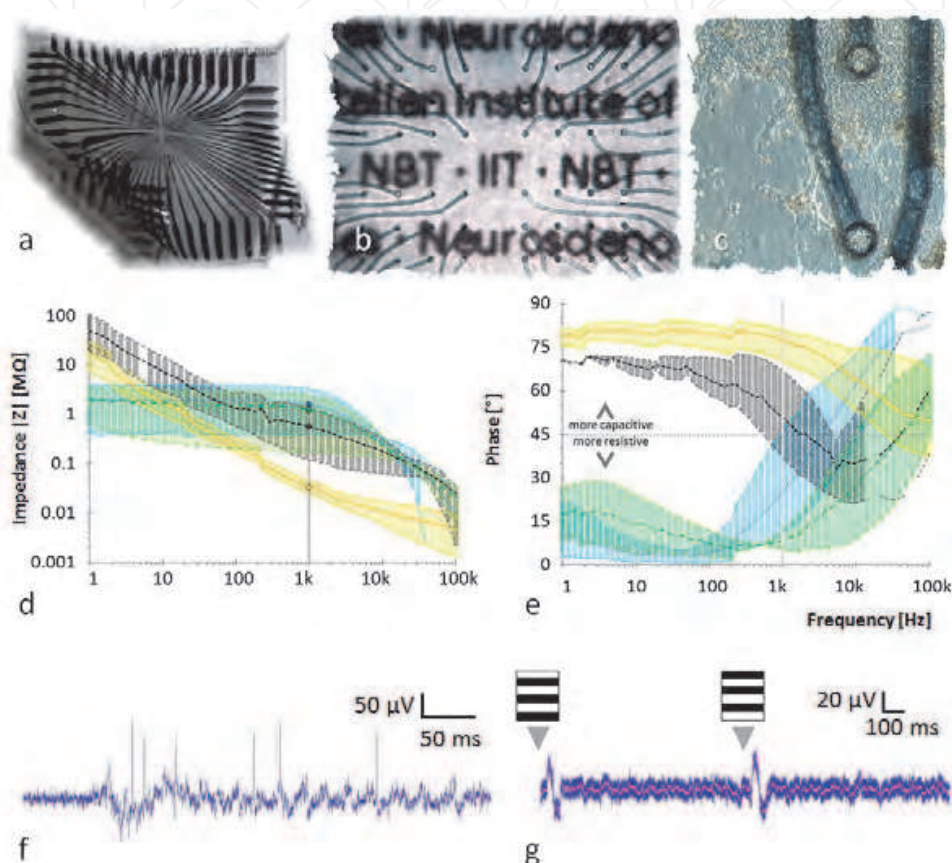 a
Neuroscienc
b
Institute of
NBT · IIT · NBT ·
Neuroscienc
c
Impedance |Z| [MΩ]
100
10
1
0.1
0.01
0.001
1 10 100 1k 10k 100k
d
Phase [°]
90
75
60
45
30
15
0
more capacitive
more resistive
1 10 100 1k 10k 100k
e
Frequency [Hz]
50 µV
50 ms
f
20 µV
100 ms
g